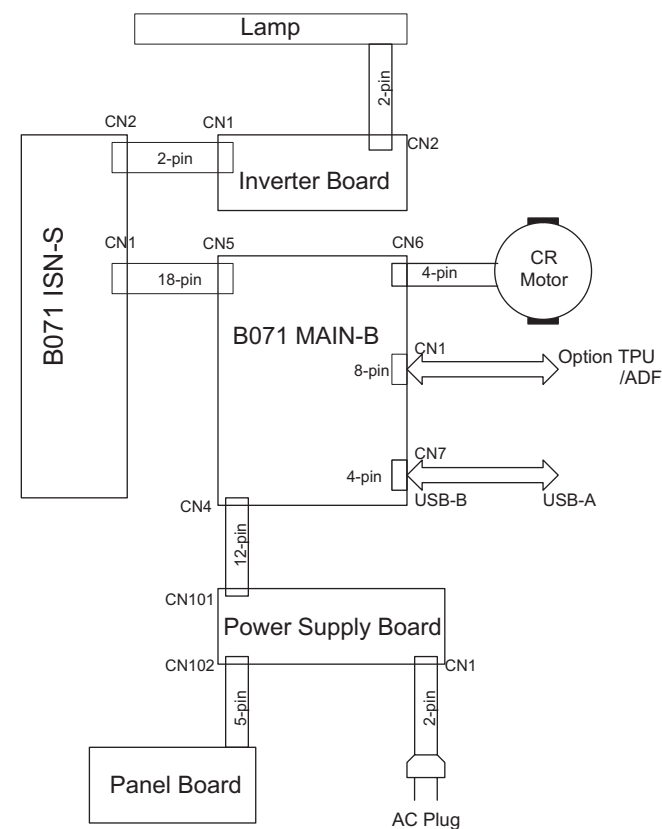 Lamp
2-pin
CN2
CN1
CN2
2-pin
Inverter Board
B071 ISN-S
CN1
CN5
CN6
18-pin
4-pin
CR
Motor
B071 MAIN-B
CN1
8-pin
Option TPU
/ADF
CN7
4-pin
USB-B
USB-A
CN4
12-pin
CN101
Power Supply Board
CN102
CN1
5-pin
2-pin
Panel Board
AC Plug